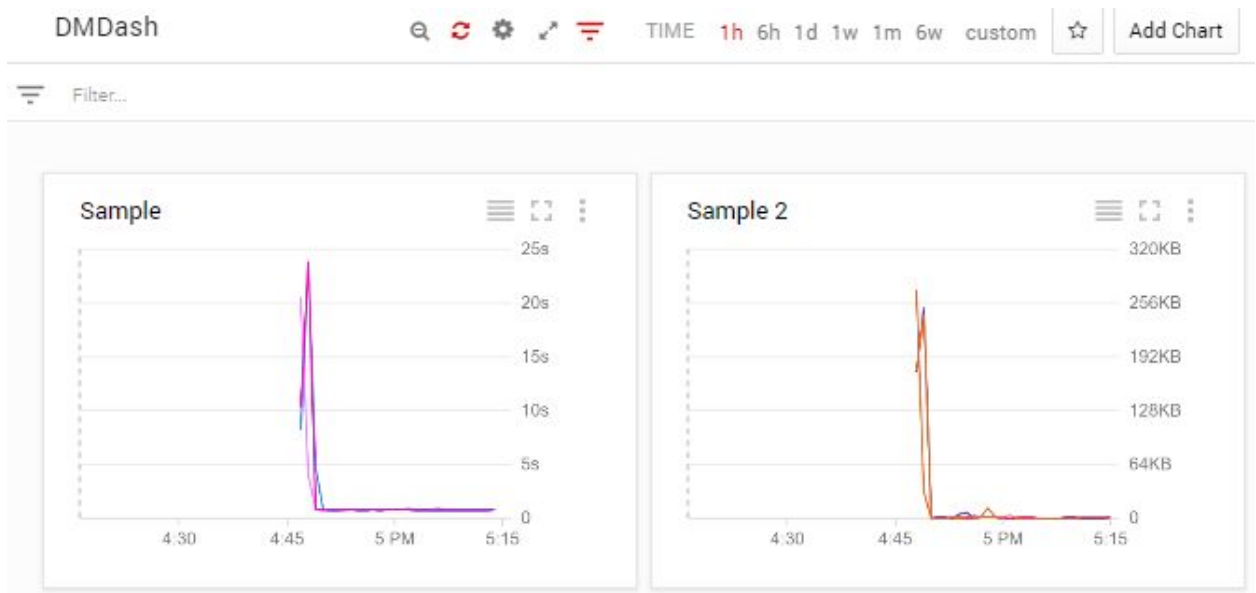 DMDash TIME 1h 6h 1d 1w 1m 6w custom Add Chart
Filter...
Sample
25s
20s
15s
10s
5s
0
4:30 4:45 5 PM 5:15
Sample 2
320KB
256KB
192KB
128KB
64KB
0
4:30 4:45 5 PM 5:15